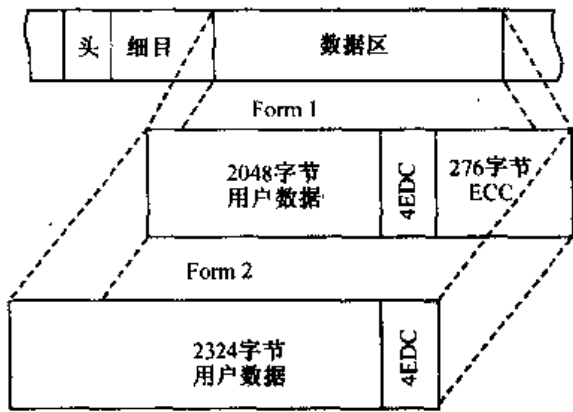 头 细目 数据区
Form 1
2048字节
用户数据
4EDC
276字节
ECC
Form 2
2324字节
用户数据
4EDC